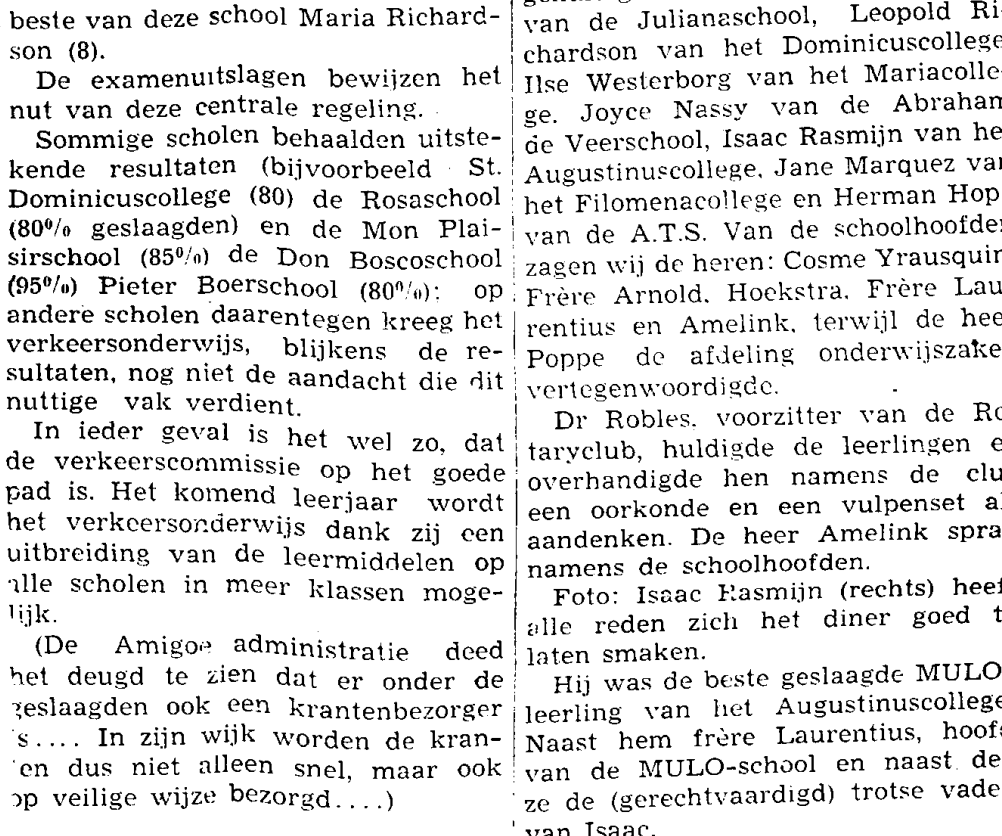 beste van deze school Maria Richard-
son (8).
De examenuitslagen bewijzen het
nut van deze centrale regeling.
Sommige scholen behaalden uitste-
kende resultaten (bijvoorbeeld St.
Dominicuscollege (80) de Rosaschool
(80% geslaagden) en de Mon Plai-
sirschool (85%) de Don Boscoschool
(95%) Pieter Boerschool (80%); op
andere scholen daarentegen kreeg het
verkeersonderwijs, blijkens de re-
sultaten, nog niet de aandacht die dit
nuttige vak verdient.
In ieder geval is het wel zo, dat
de verkeerscommissie op het goede
pad is. Het komend leerjaar wordt
het verkeersonderwijs dank zij een
uitbreiding van de leermiddelen op
alle scholen in meer klassen moge-
lijk.
(De Amigoe administratie deed
het deugd te zien dat er onder de
geslaagden ook een krantenbezorger
's.... In zijn wijk worden de kran-
en dus niet alleen snel, maar ook
op veilige wijze bezorgd....)
van de Julianaschool, Leopold Ri-
chardson van het Dominicuscollege
Ilse Westerborg van het Mariacolle-
ge, Joyce Nassy van de Abraham
de Veerschool, Isaac Rasmijn van he
Augustinuscollege, Jane Marquez van
het Filomenacollege en Herman Hop
van de A.T.S. Van de schoolhoofden
zagen wij de heren: Cosme Yrausquin
Frère Arnold, Hoekstra, Frère Lau
rentius en Amelink, terwijl de hee
Poppe de afdeling onderwijszake
vertegenwoordigde.
Dr Robles, voorzitter van de Ro
taryclub, huldigde de leerlingen e
overhandigde hen namens de clu
een oorkonde en een vulpenset a
aandenken. De heer Amelink spra
namens de schoolhoofden.
Foto: Isaac Rasmijn (rechts) heef
alle reden zich het diner goed t
laten smaken.
Hij was de beste geslaagde MULO
leerling van het Augustinuscollege
Naast hem frère Laurentius, hoof
van de MULO-school en naast de
ze de (gerechtvaardigd) trotse vade
van Isaac.